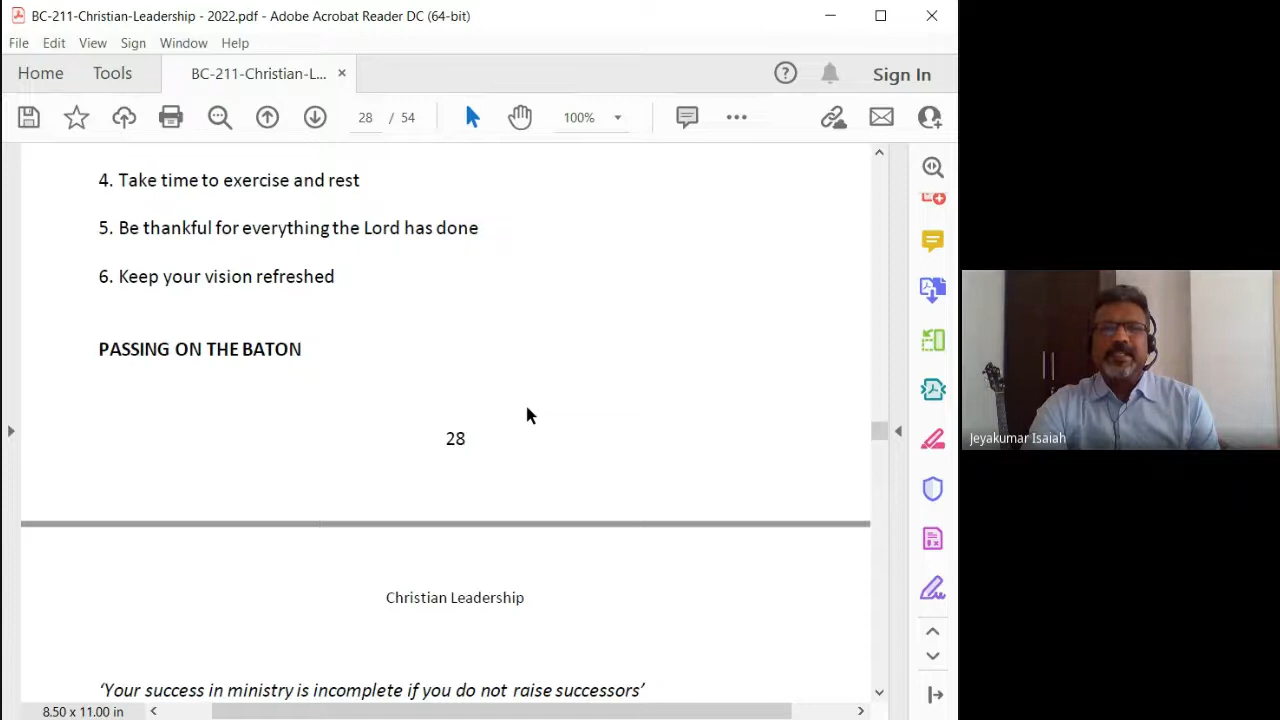 BC-211-Christian-Leadership - 2022.pdf - Adobe Acrobat Reader DC (64-bit)
File Edit View Sign Window Help
Home Tools BC-211-Christian-L... Sign In
28 / 54 100%
4. Take time to exercise and rest
5. Be thankful for everything the Lord has done
6. Keep your vision refreshed
PASSING ON THE BATON
28
Christian Leadership
‘Your success in ministry is incomplete if you do not raise successors’
8.50 x 11.00 in
Jeyakumar Isaiah